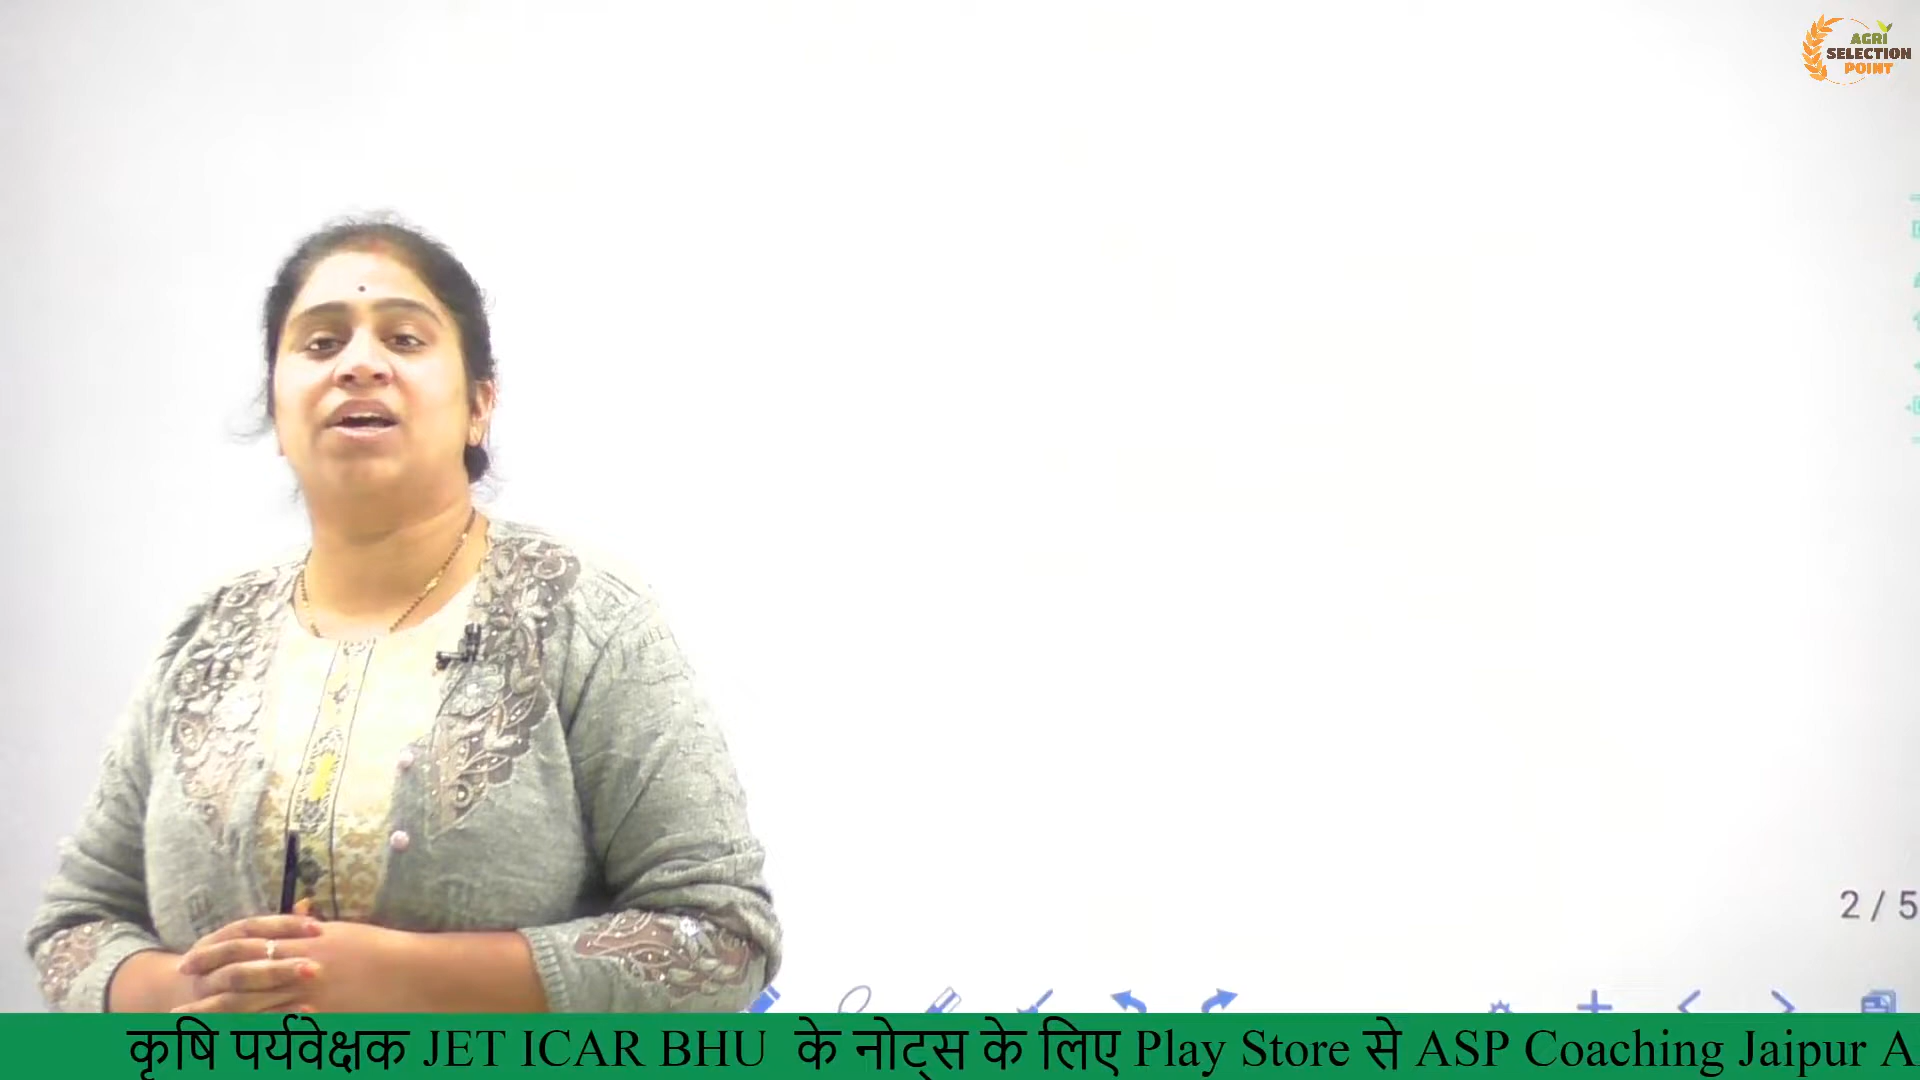 AGRI
SELECTION
POINT
2 / 5
कृषि पर्यवेक्षक JET ICAR BHU के नोट्स के लिए Play Store से ASP Coaching Jaipur A